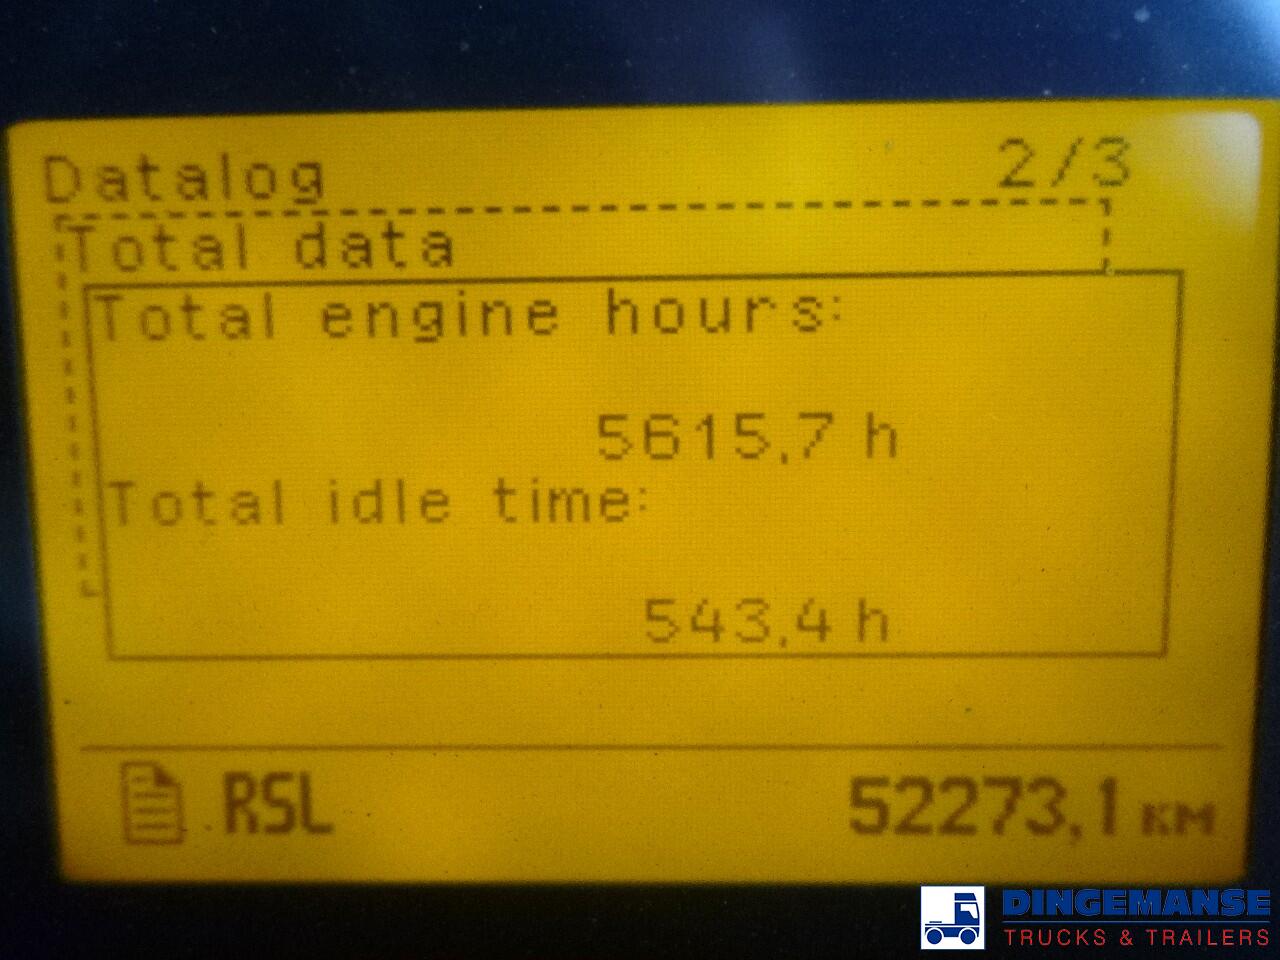 Datalog 2/3
Total data
Total engine hours:
5615,7 h
Total idle time:
543,4 h
RSL 52273,1 KM
DINGEMANSE
TRUCKS & TRAILERS